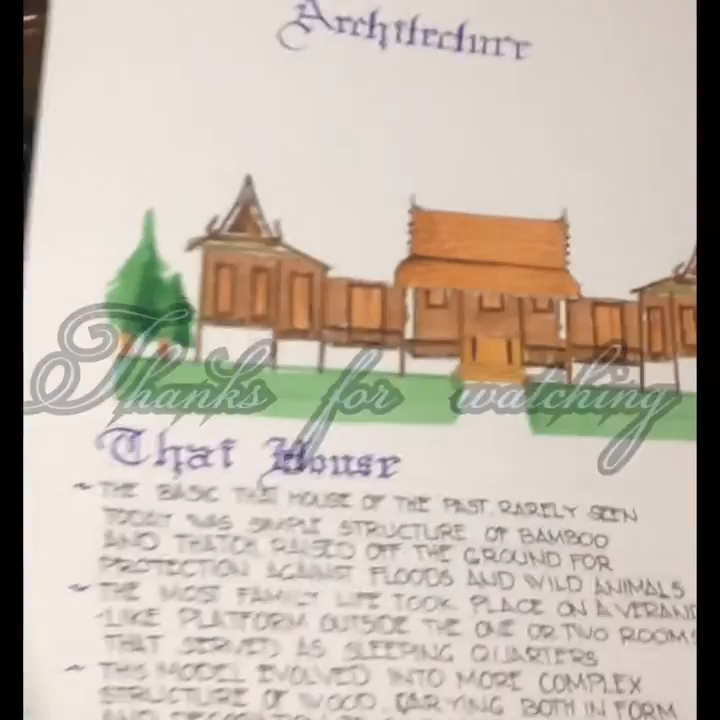 Architecture
Thanks for watching
Thai House
~ THE BASIC THAI HOUSE OF THE PAST, RARELY SEEN
TODAY WAS SIMPLE STRUCTURE OF BAMBOO
AND THATCH, RAISED OFF THE GROUND FOR
PROTECTION AGAINST FLOODS AND WILD ANIMALS
~ THE MOST FAMILY LIFE TOOK PLACE ON A VERAND
-LIKE PLATFORM OUTSIDE THE ONE OR TWO ROOMS
THAT SERVED AS SLEEPING QUARTERS
~ THIS MODEL EVOLVED INTO MORE COMPLEX
STRUCTURE OF WOOD, VARYING BOTH IN FORM
AND